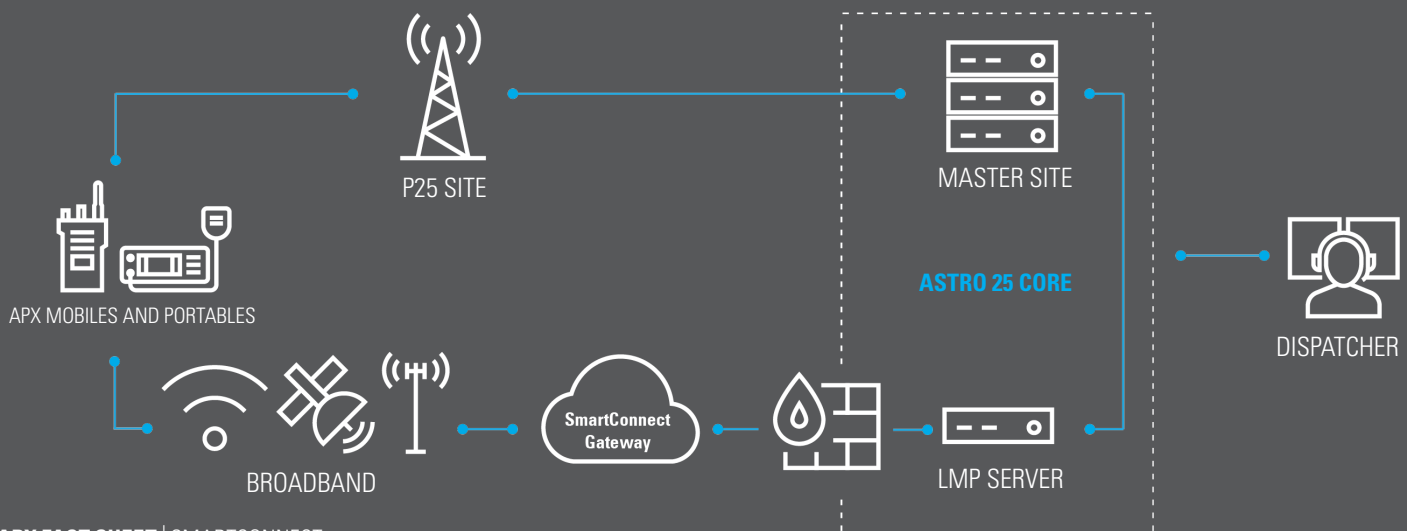 P25 SITE
MASTER SITE
APX MOBILES AND PORTABLES
ASTRO 25 CORE
DISPATCHER
SmartConnect
Gateway
BROADBAND
LMP SERVER